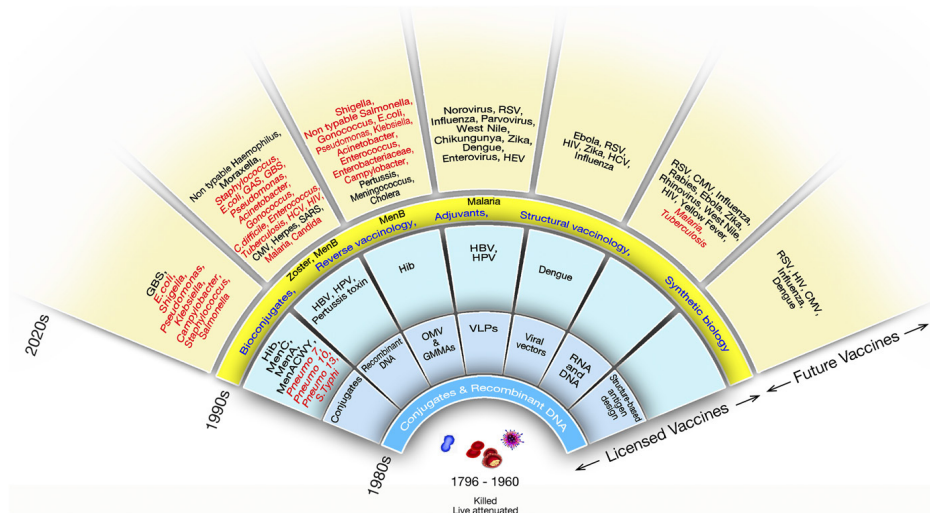 GBS,
E.coli,
Shigella,
Pseudomonas,
Klebsiella,
Campylobacter,
Staphylococcus,
Salmonella
Non typable Haemophilus,
Moraxella,
Staphylococcus,
E.coli, GAS, GBS,
Pseudomonas,
Acinetobacter,
Gonococcus,
C.difficile, Enterococcus,
Tuberculosis, HCV, HIV,
CMV, Herpes, SARS,
Malaria, Candida
Shigella,
Non typable Salmonella,
Gonococcus, E.coli,
Pseudomonas, Klebsiella,
Acinetobacter,
Enterococcus,
Enterobacteriaceae,
Campylobacter,
Pertussis,
Meningococcus,
Cholera
Norovirus, RSV,
Influenza, Parvovirus,
West Nile,
Chikungunya, Zika,
Dengue,
Enterovirus, HEV
Ebola, RSV,
HIV, Zika, HCV,
Influenza
RSV, CMV, Influenza
Rabies, Ebola, Zika,
Rhinovirus, West Nile,
HIV, Yellow Fever,
Malaria,
Tuberculosis
RSV, HIV, CMV,
Influenza,
Dengue
Zoster, MenB
MenB
Malaria
Bioconjugates, Reverse vaccinology, Adjuvants, Structural vaccinology, Synthetic biology
Hib,
MenC,
MenA,
MenACWY,
Pneumo 7,
Pneumo 10,
Pneumo 13,
S.Typhi
HBV, HPV,
Pertussis toxin
Hib
HBV,
HPV
Dengue
Conjugates
Recombinant
DNA
OMV
&
GMMAs
VLPs
Viral
vectors
RNA
and
DNA
Structure-based
antigen
design
Conjugates & Recombinant DNA
2020s
1990s
1980s
Future Vaccines
Licensed Vaccines
1796 - 1960
Killed
Live attenuated